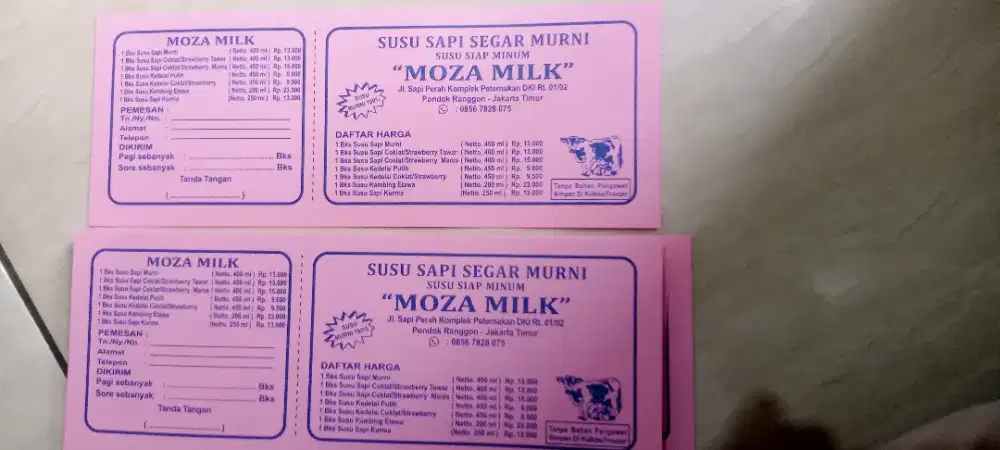 MOZA MILK
1 Bks Susu Sapi Murni (Netto. 400 ml) Rp. 13.000
1 Bks Susu Sapi Coklat/Strawberry Tawar (Netto. 400 ml) Rp. 13.000
1 Bks Susu Sapi Coklat/Strawberry Manis (Netto. 400 ml) Rp. 15.000
1 Bks Susu Kedelai Putih (Netto. 450 ml) Rp. 9.000
1 Bks Susu Kedelai Coklat/Strawberry (Netto. 450 ml) Rp. 9.500
1 Bks Susu Kambing Etawa (Netto. 200 ml) Rp. 23.000
1 Bks Susu Sapi Kurma (Netto. 250 ml) Rp. 13.000
PEMESAN :
Tn./Ny./Nn. :
Alamat :
Telepon :
DIKIRIM
Pagi sebanyak : Bks
Sore sebanyak : Bks
Tanda Tangan
(....................)
SUSU SAPI SEGAR MURNI
SUSU SIAP MINUM
“MOZA MILK”
Jl. Sapi Perah Komplek Peternakan DKI Rt. 01/02
Pondok Ranggon - Jakarta Timur
: 0856 7828 075
SUSU
MURNI 100%
DAFTAR HARGA
1 Bks Susu Sapi Murni (Netto. 400 ml) Rp. 13.000
1 Bks Susu Sapi Coklat/Strawberry Tawar (Netto. 400 ml) Rp. 13.000
1 Bks Susu Sapi Coklat/Strawberry Manis (Netto. 400 ml) Rp. 15.000
1 Bks Susu Kedelai Putih (Netto. 450 ml) Rp. 9.000
1 Bks Susu Kedelai Coklat/Strawberry (Netto. 450 ml) Rp. 9.500
1 Bks Susu Kambing Etawa (Netto. 200 ml) Rp. 23.000
1 Bks Susu Sapi Kurma (Netto. 250 ml) Rp. 13.000
Tanpa Bahan Pengawet
Simpan Di Kulkas/Freezer
MOZA MILK
1 Bks Susu Sapi Murni (Netto. 400 ml) Rp. 13.000
1 Bks Susu Sapi Coklat/Strawberry Tawar (Netto. 400 ml) Rp. 13.000
1 Bks Susu Sapi Coklat/Strawberry Manis (Netto. 400 ml) Rp. 15.000
1 Bks Susu Kedelai Putih (Netto. 450 ml) Rp. 9.000
1 Bks Susu Kedelai Coklat/Strawberry (Netto. 450 ml) Rp. 9.500
1 Bks Susu Kambing Etawa (Netto. 200 ml) Rp. 23.000
1 Bks Susu Sapi Kurma (Netto. 250 ml) Rp. 13.000
PEMESAN :
Tn./Ny./Nn. :
Alamat :
Telepon :
DIKIRIM
Pagi sebanyak : Bks
Sore sebanyak : Bks
Tanda Tangan
(....................)
SUSU SAPI SEGAR MURNI
SUSU SIAP MINUM
“MOZA MILK”
Jl. Sapi Perah Komplek Peternakan DKI Rt. 01/02
Pondok Ranggon - Jakarta Timur
: 0856 7828 075
SUSU
MURNI 100%
DAFTAR HARGA
1 Bks Susu Sapi Murni (Netto. 400 ml) Rp. 13.000
1 Bks Susu Sapi Coklat/Strawberry Tawar (Netto. 400 ml) Rp. 13.000
1 Bks Susu Sapi Coklat/Strawberry Manis (Netto. 400 ml) Rp. 15.000
1 Bks Susu Kedelai Putih (Netto. 450 ml) Rp. 9.000
1 Bks Susu Kedelai Coklat/Strawberry (Netto. 450 ml) Rp. 9.500
1 Bks Susu Kambing Etawa (Netto. 200 ml) Rp. 23.000
1 Bks Susu Sapi Kurma (Netto. 250 ml) Rp. 13.000
Tanpa Bahan Pengawet
Simpan Di Kulkas/Freezer